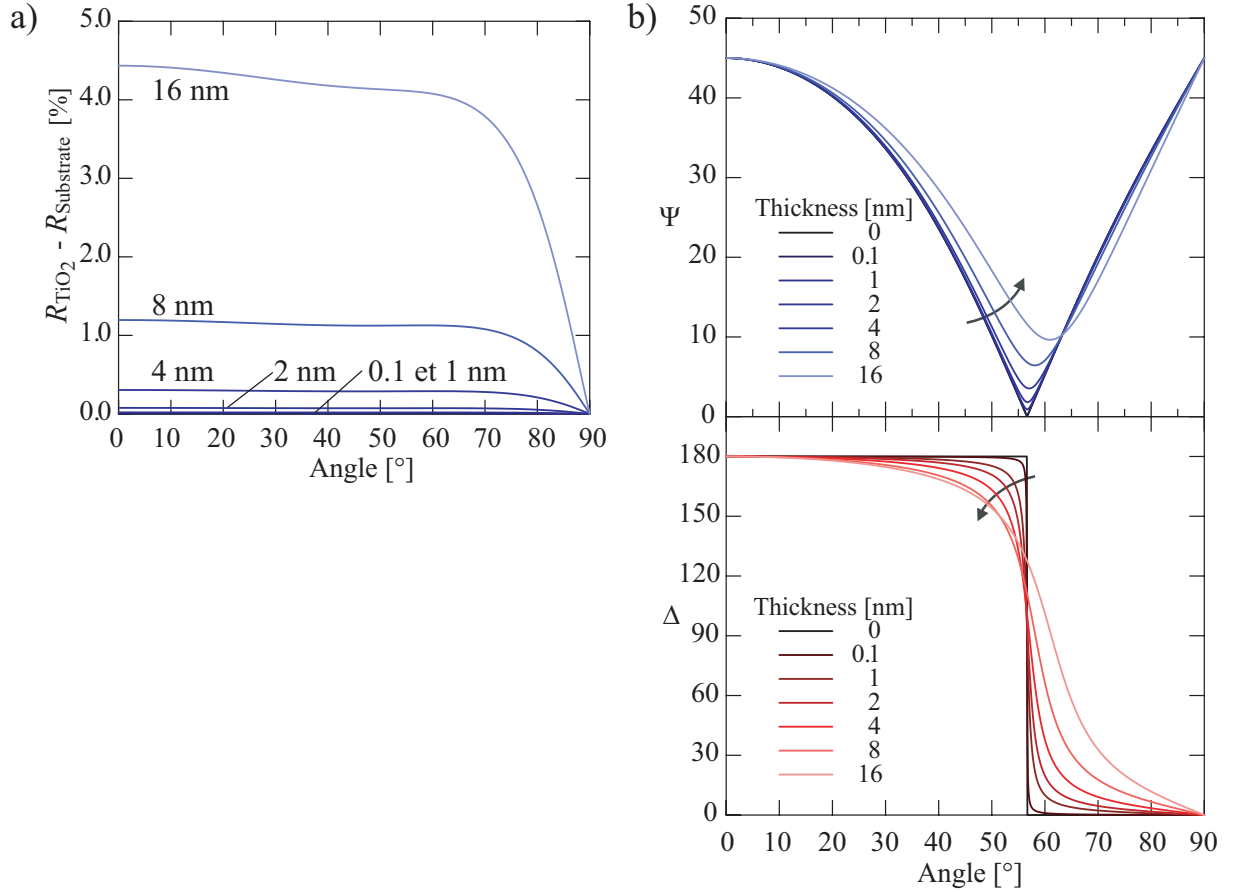 a)
5.0
4.0
3.0
2.0
1.0
0.0
R_TiO₂ - R_Substrate [%]
16 nm
8 nm
4 nm
2 nm
0.1 et 1 nm
0 10 20 30 40 50 60 70 80 90
Angle [°]
b)
50
40
30
20
10
0
Ψ
Thickness [nm]
0
0.1
1
2
4
8
16
180
150
120
90
60
30
0
Δ
Thickness [nm]
0
0.1
1
2
4
8
16
0 10 20 30 40 50 60 70 80 90
Angle [°]